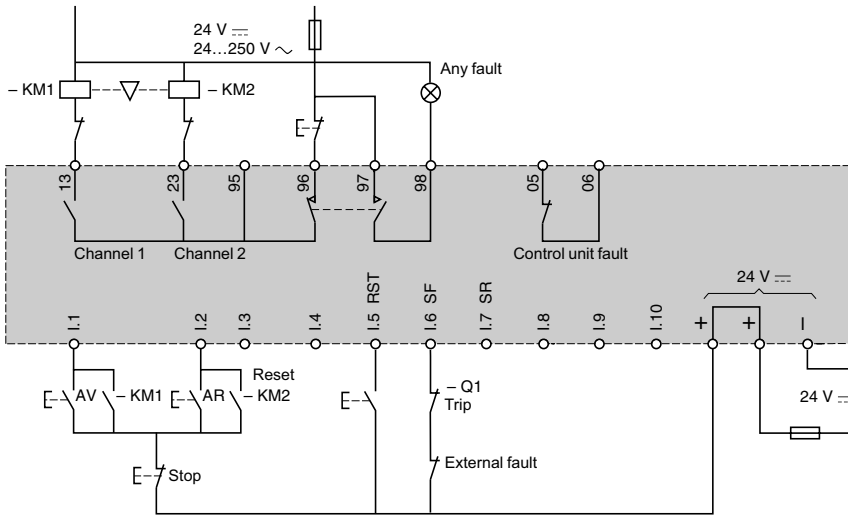 24 V ⎓
24...250 V ~
Any fault
– KM1
– KM2
13
23
95
96
97
98
05
06
Channel 1
Channel 2
Control unit fault
24 V ⎓
I.1
I.2
I.3
I.4
I.5 RST
I.6 SF
I.7 SR
I.8
I.9
I.10
+
+
–
Reset
AV
– KM1
AR
– KM2
– Q1
Trip
24 V ⎓
Stop
External fault